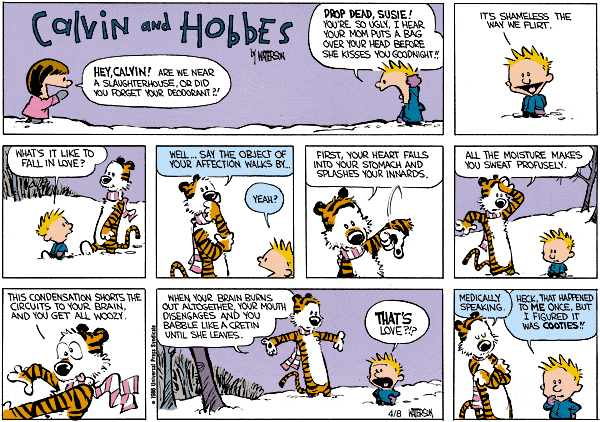 Calvin and Hobbes
by WATTERSON
HEY, CALVIN! ARE WE NEAR
A SLAUGHTERHOUSE, OR DID
YOU FORGET YOUR DEODORANT?!
DROP DEAD, SUSIE!
YOU'RE SO UGLY, I HEAR
YOUR MOM PUTS A BAG
OVER YOUR HEAD BEFORE
SHE KISSES YOU GOODNIGHT!!
IT'S SHAMELESS THE
WAY WE FLIRT.
WHAT'S IT LIKE TO
FALL IN LOVE?
WELL... SAY THE OBJECT OF
YOUR AFFECTION WALKS BY...
YEAH?
FIRST, YOUR HEART FALLS
INTO YOUR STOMACH AND
SPLASHES YOUR INNARDS.
ALL THE MOISTURE MAKES
YOU SWEAT PROFUSELY.
THIS CONDENSATION SHORTS THE
CIRCUITS TO YOUR BRAIN,
AND YOU GET ALL WOOZY.
© 1986 Universal Press Syndicate
WHEN YOUR BRAIN BURNS
OUT ALTOGETHER, YOUR MOUTH
DISENGAGES AND YOU
BABBLE LIKE A CRETIN
UNTIL SHE LEAVES.
THAT'S
LOVE?!?
4/8 WATTERSON
MEDICALLY
SPEAKING.
HECK, THAT HAPPENED
TO ME ONCE, BUT
I FIGURED IT
WAS COOTIES!!